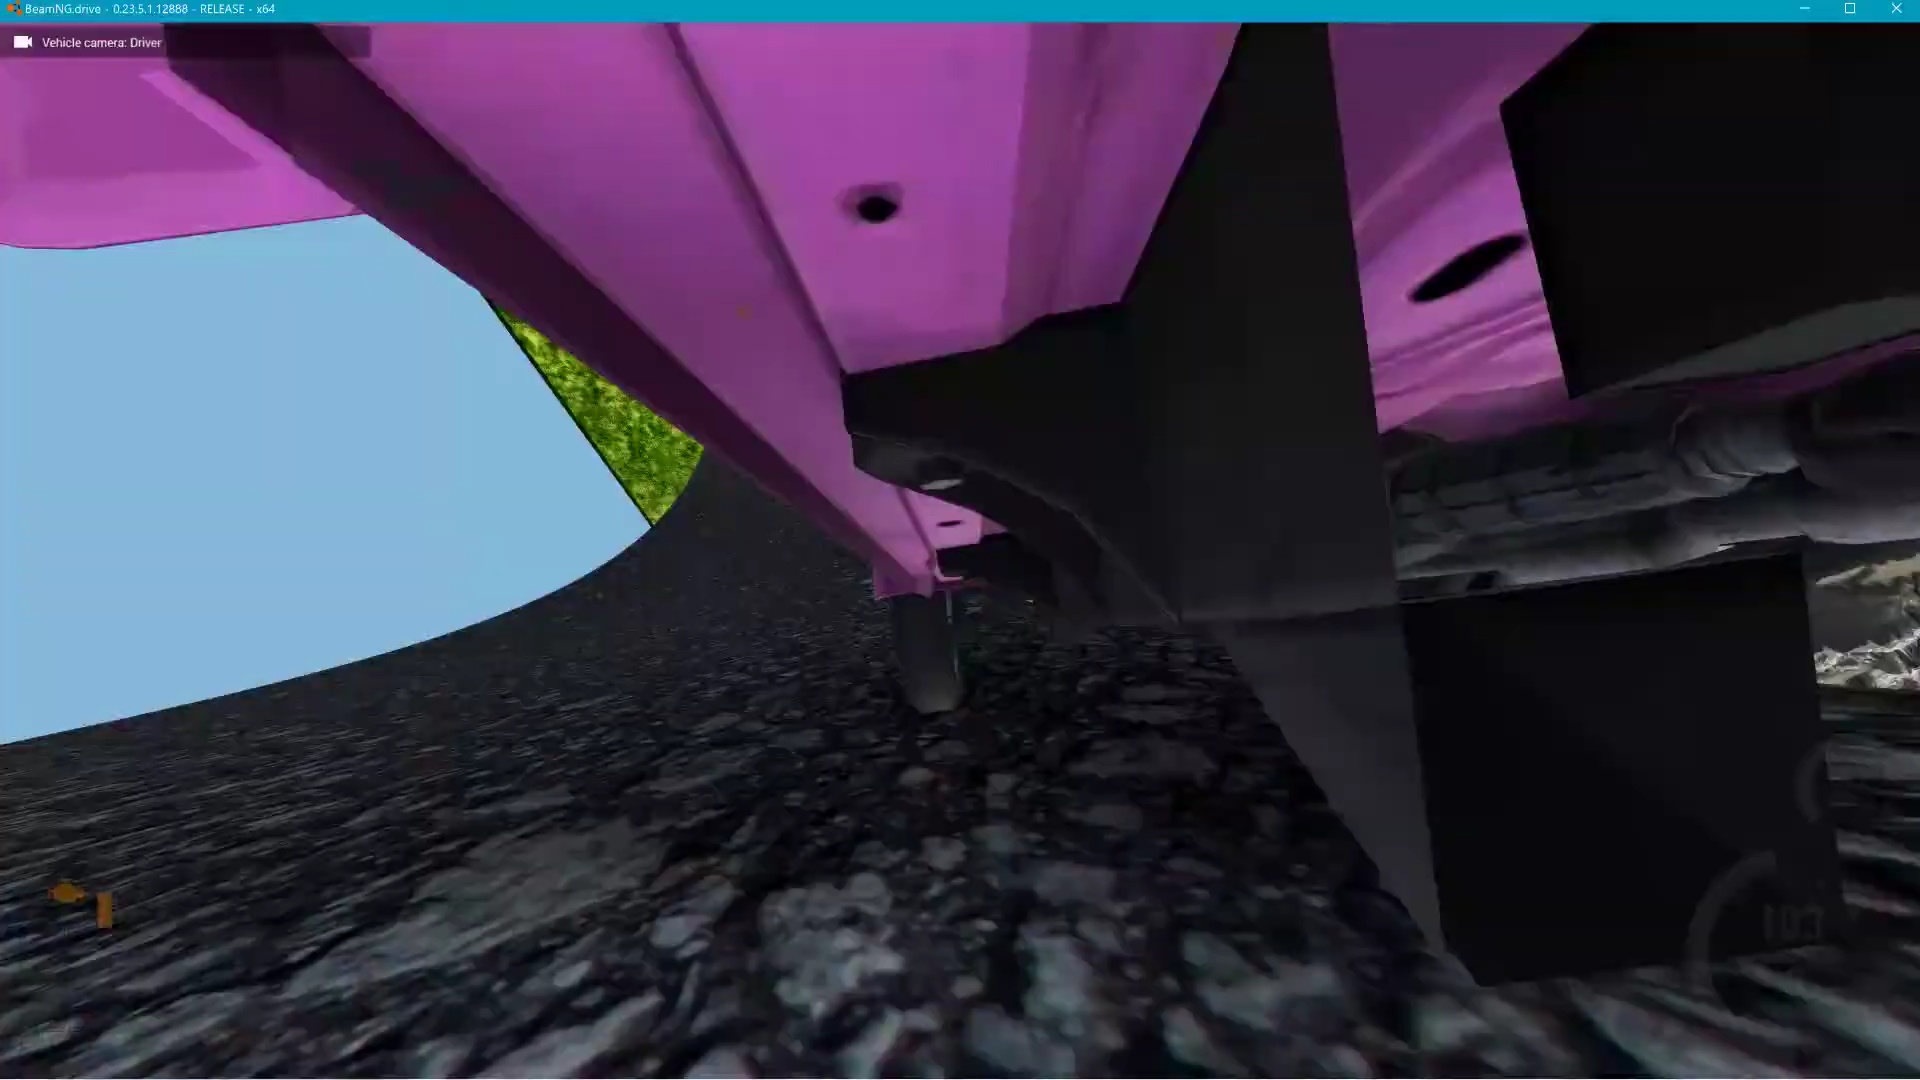 BeamNG.drive - 0.23.5.1.12888 - RELEASE - x64
Vehicle camera: Driver